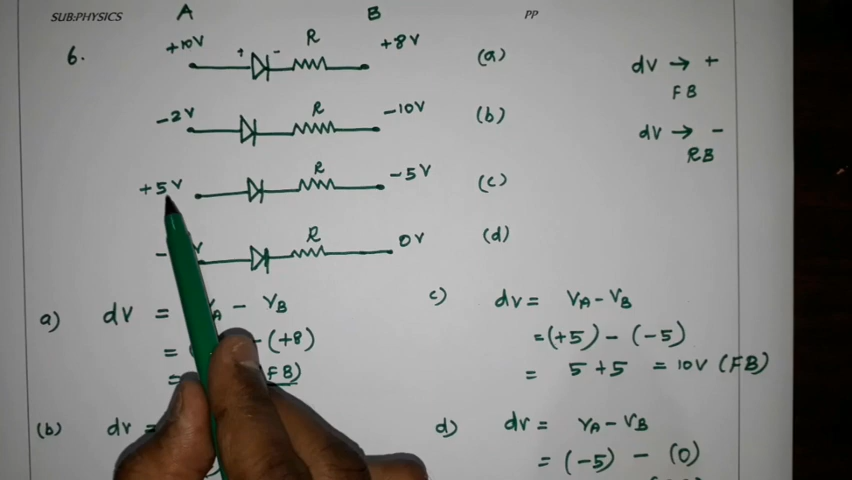 SUB:PHYSICS A B PP
6. +10V + - R +8V (a) dV → +
FB
-2V R -10V (b) dV → -
RB
+5V R -5V (c)
- V R 0V (d)
a) dV = VA - VB
= -(+8)
= FB)
c) dV = VA - VB
=(+5) - (-5)
= 5+5 = 10V (FB)
(b) dV =
d) dV = VA - VB
= (-5) - (0)